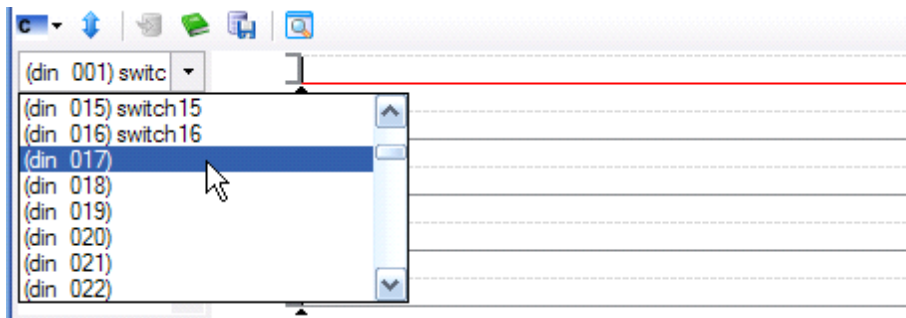 C
(din 001) switc
(din 015) switch15
(din 016) switch16
(din 017)
(din 018)
(din 019)
(din 020)
(din 021)
(din 022)